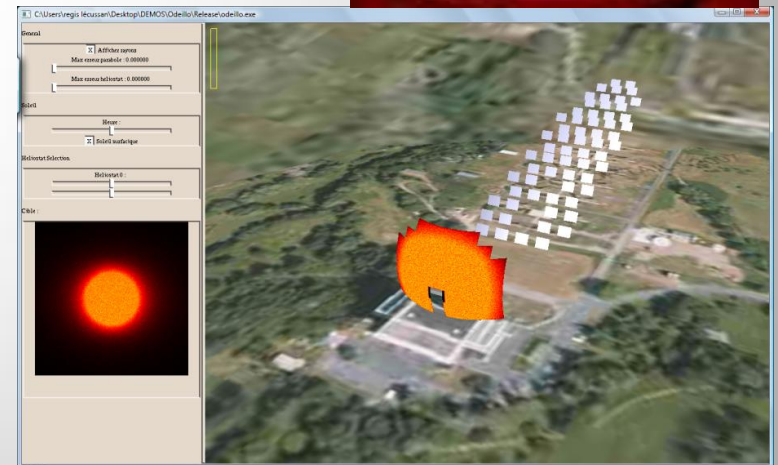 C:\Users\regis lécussan\Desktop\DEMOS\Odeillo\Release\odeillo.exe
General
X Afficher rayons
Max erreur parabole : 0.000000
Max erreur heliostat : 0.000000
Soleil
Heure :
X Soleil surfacique
Heliostat Selection
Heliostat 0 :
Cible :